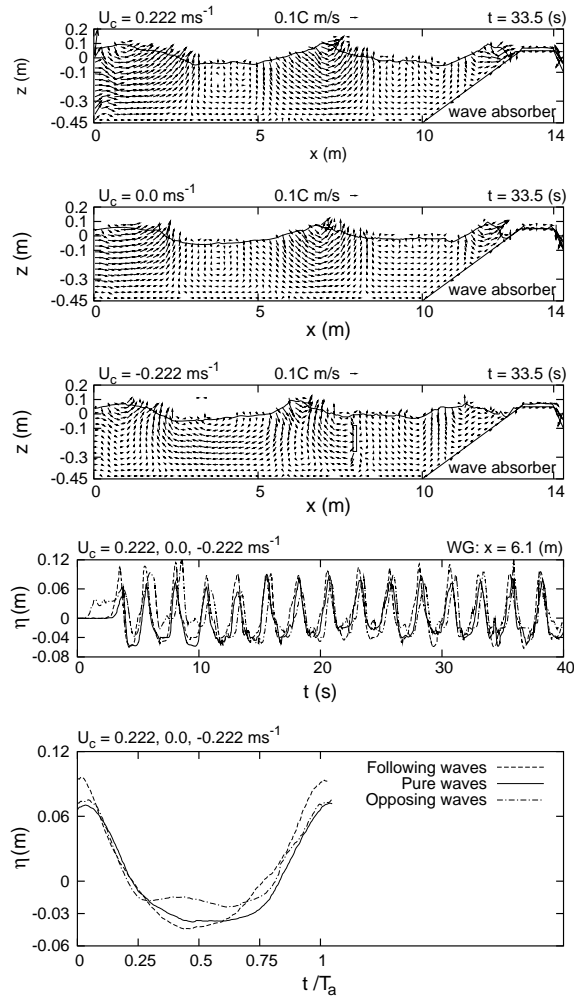 U_c = 0.222 ms^-1 0.1C m/s t = 33.5 (s)
0.2
0.1
0
-0.1
-0.3
-0.45
z (m)
0 5 10 14
wave absorber
x (m)
U_c = 0.0 ms^-1 0.1C m/s t = 33.5 (s)
0.2
0.1
0
-0.1
-0.3
-0.45
z (m)
0 5 10 14
wave absorber
x (m)
U_c = -0.222 ms^-1 0.1C m/s t = 33.5 (s)
0.2
0.1
0
-0.1
-0.3
-0.45
z (m)
0 5 10 14
wave absorber
x (m)
U_c = 0.222, 0.0, -0.222 ms^-1 WG: x = 6.1 (m)
0.12
0.06
0
-0.04
-0.08
η (m)
0 10 20 30 40
t (s)
U_c = 0.222, 0.0, -0.222 ms^-1
0.12
0.06
0
-0.03
-0.06
η (m)
Following waves
Pure waves
Opposing waves
0 0.25 0.5 0.75 1
t /T_a